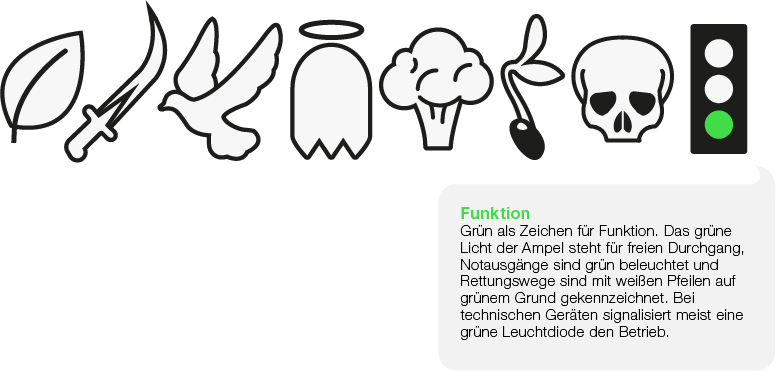 Funktion
Grün als Zeichen für Funktion. Das grüne
Licht der Ampel steht für freien Durchgang,
Notausgänge sind grün beleuchtet und
Rettungswege sind mit weißen Pfeilen auf
grünem Grund gekennzeichnet. Bei
technischen Geräten signalisiert meist eine
grüne Leuchtdiode den Betrieb.